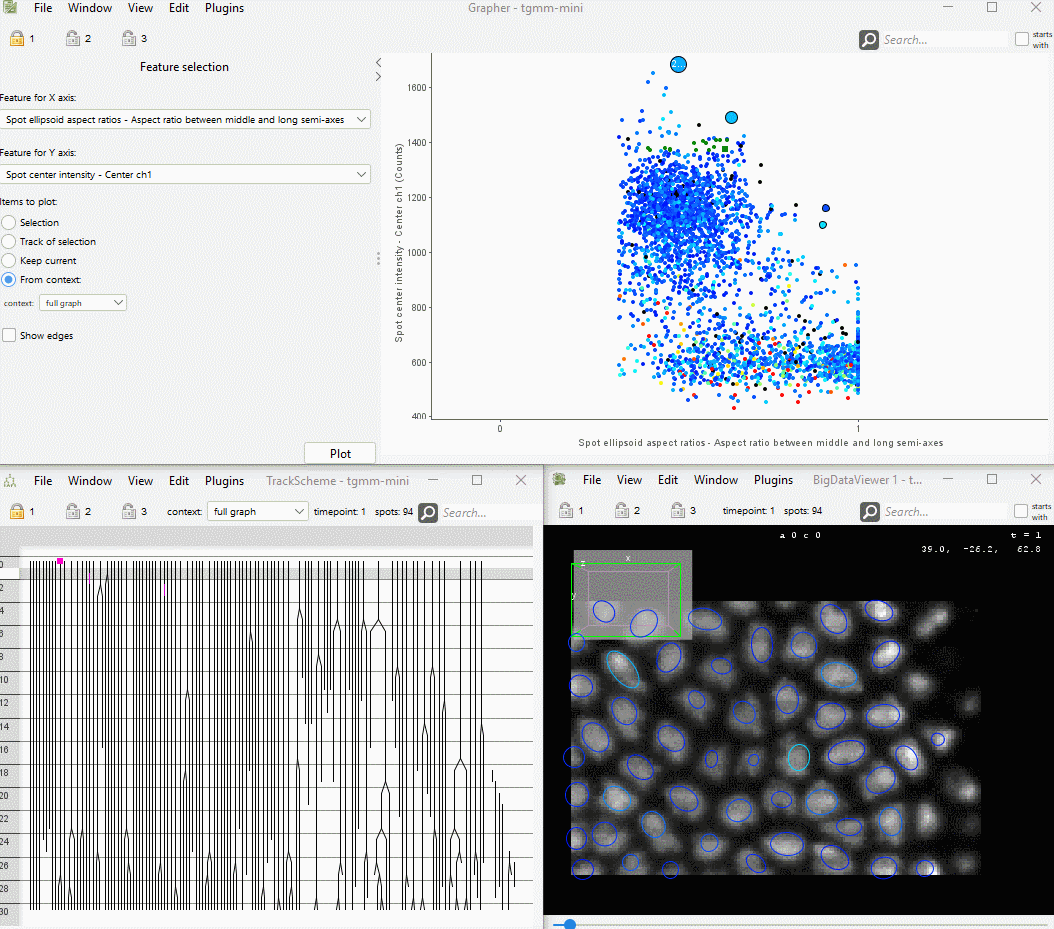 File Window View Edit Plugins Grapher - tgmm-mini
1 2 3 Search... starts with
Feature selection
Feature for X axis:
Spot ellipsoid aspect ratios - Aspect ratio between middle and long semi-axes
Feature for Y axis:
Spot center intensity - Center ch1
Items to plot:
Selection
Track of selection
Keep current
From context:
context: full graph
Show edges
Plot
Spot center intensity - Center ch1 (Counts)
1600
1400
1200
1000
800
600
400
2...
0 1
Spot ellipsoid aspect ratios - Aspect ratio between middle and long semi-axes
File Window View Edit Plugins TrackScheme - tgmm-mini
1 2 3 context: full graph timepoint: 1 spots: 94 Search...
0
2
4
6
8
10
12
14
16
18
20
22
24
26
28
30
File View Edit Window Plugins BigDataViewer 1 - t...
1 2 3 timepoint: 1 spots: 94 Search... starts with
a 0 c 0 t = 1
39.0, -26.2, 62.8
z x
y